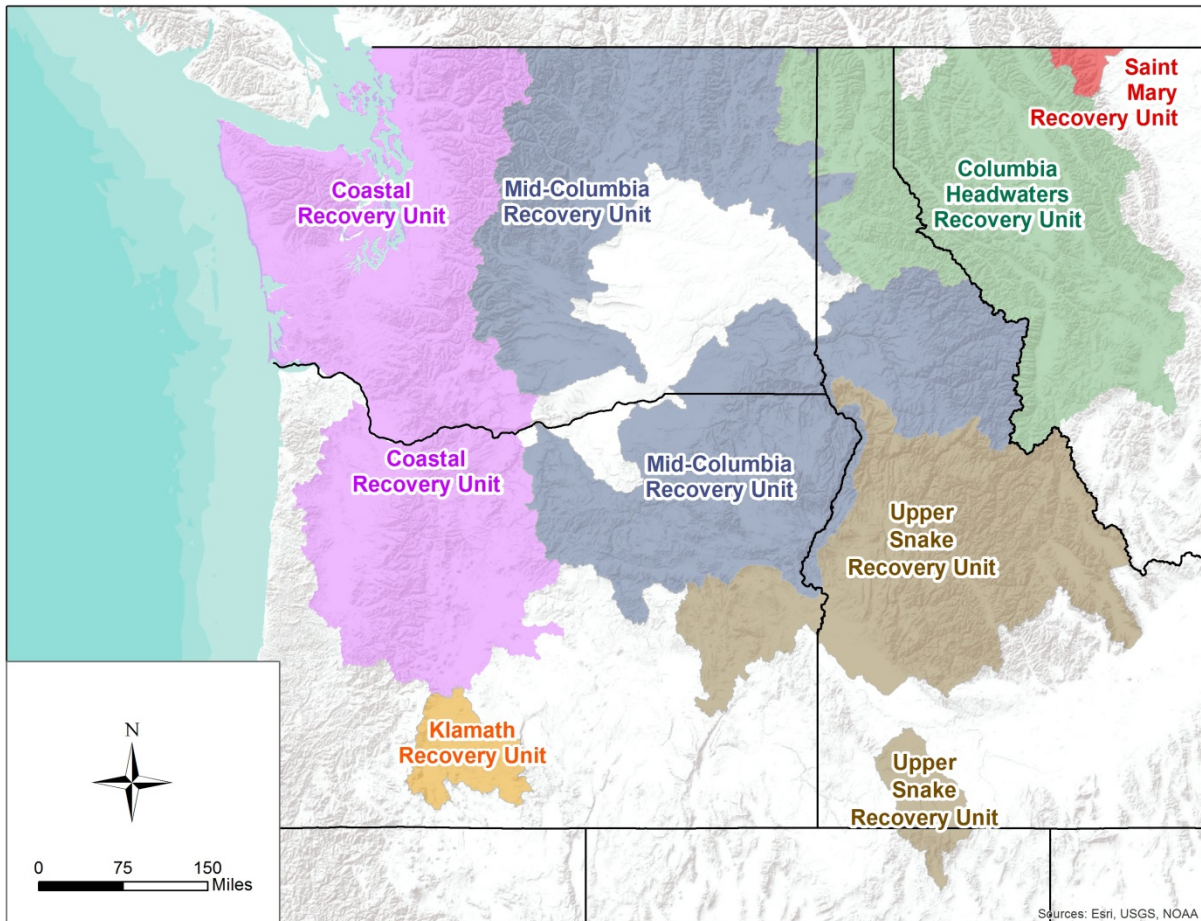 Saint
Mary
Recovery Unit
Columbia
Headwaters
Recovery Unit
Coastal
Recovery Unit
Mid-Columbia
Recovery Unit
Coastal
Recovery Unit
Mid-Columbia
Recovery Unit
Upper
Snake
Recovery Unit
Klamath
Recovery Unit
Upper
Snake
Recovery Unit
N
0 75 150
Miles
Sources: Esri, USGS, NOAA